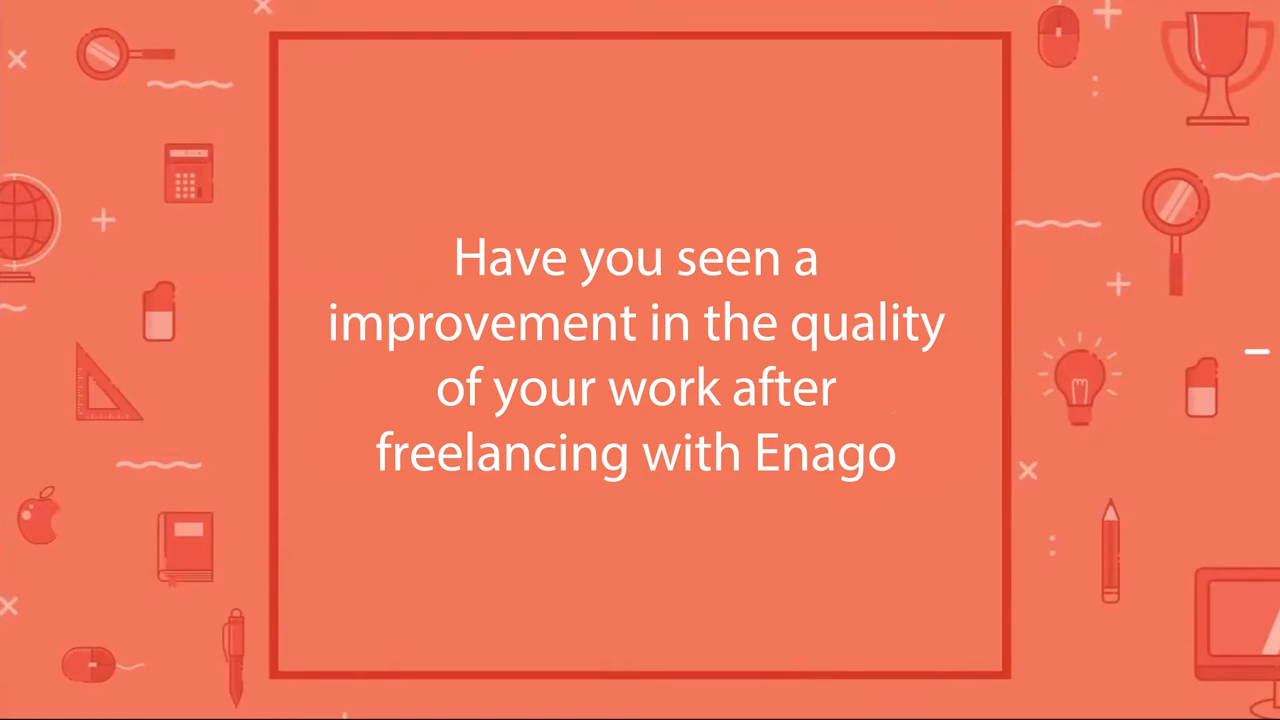 Have you seen a
improvement in the quality
of your work after
freelancing with Enago